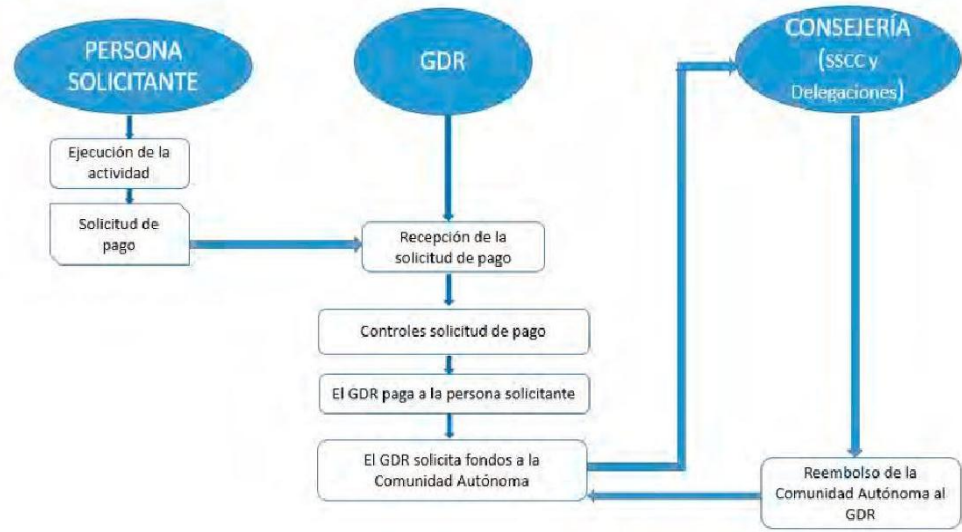 PERSONA
SOLICITANTE
Ejecución de la
actividad
Solicitud de
pago
GDR
Recepción de la
solicitud de pago
Controles solicitud de pago
El GDR paga a la persona solicitante
El GDR solicita fondos a la
Comunidad Autónoma
CONSEJERÍA
(SSCC y
Delegaciones)
Reembolso de la
Comunidad Autónoma al
GDR